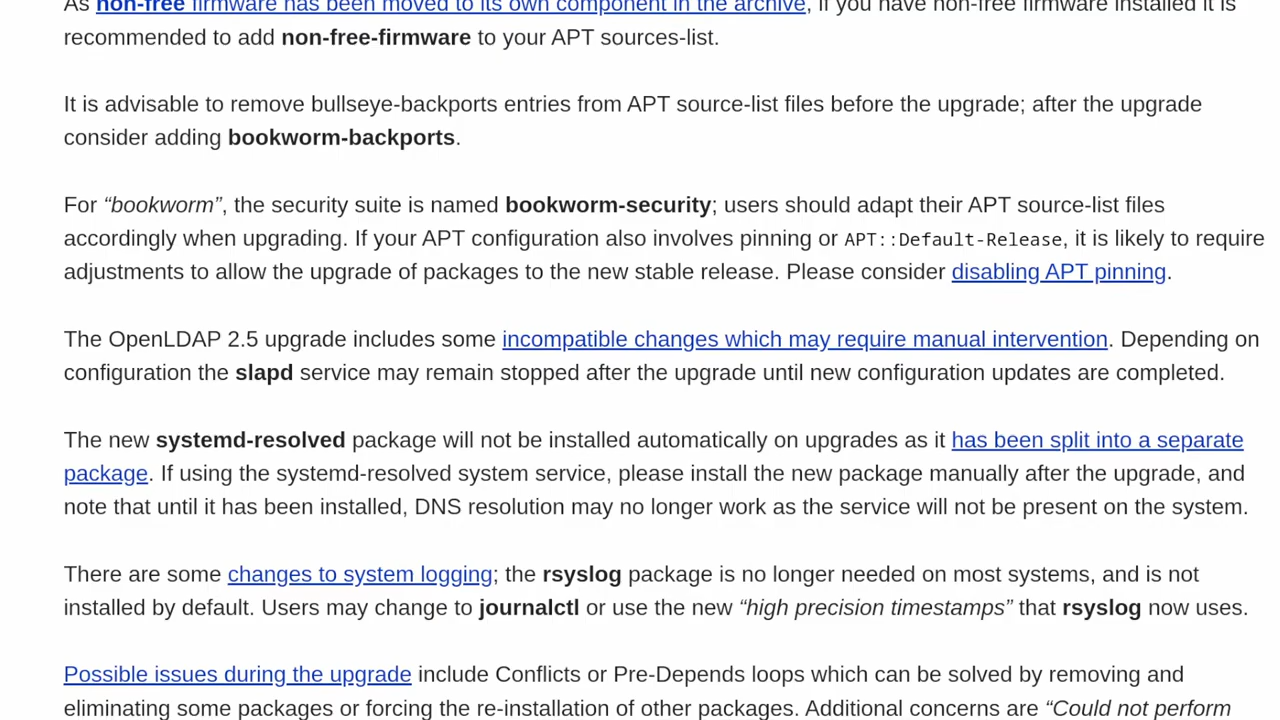 As non-free firmware has been moved to its own component in the archive, if you have non-free firmware installed it is
recommended to add non-free-firmware to your APT sources-list.
It is advisable to remove bullseye-backports entries from APT source-list files before the upgrade; after the upgrade
consider adding bookworm-backports.
For “bookworm”, the security suite is named bookworm-security; users should adapt their APT source-list files
accordingly when upgrading. If your APT configuration also involves pinning or APT::Default-Release, it is likely to require
adjustments to allow the upgrade of packages to the new stable release. Please consider disabling APT pinning.
The OpenLDAP 2.5 upgrade includes some incompatible changes which may require manual intervention. Depending on
configuration the slapd service may remain stopped after the upgrade until new configuration updates are completed.
The new systemd-resolved package will not be installed automatically on upgrades as it has been split into a separate
package. If using the systemd-resolved system service, please install the new package manually after the upgrade, and
note that until it has been installed, DNS resolution may no longer work as the service will not be present on the system.
There are some changes to system logging; the rsyslog package is no longer needed on most systems, and is not
installed by default. Users may change to journalctl or use the new “high precision timestamps” that rsyslog now uses.
Possible issues during the upgrade include Conflicts or Pre-Depends loops which can be solved by removing and
eliminating some packages or forcing the re-installation of other packages. Additional concerns are “Could not perform